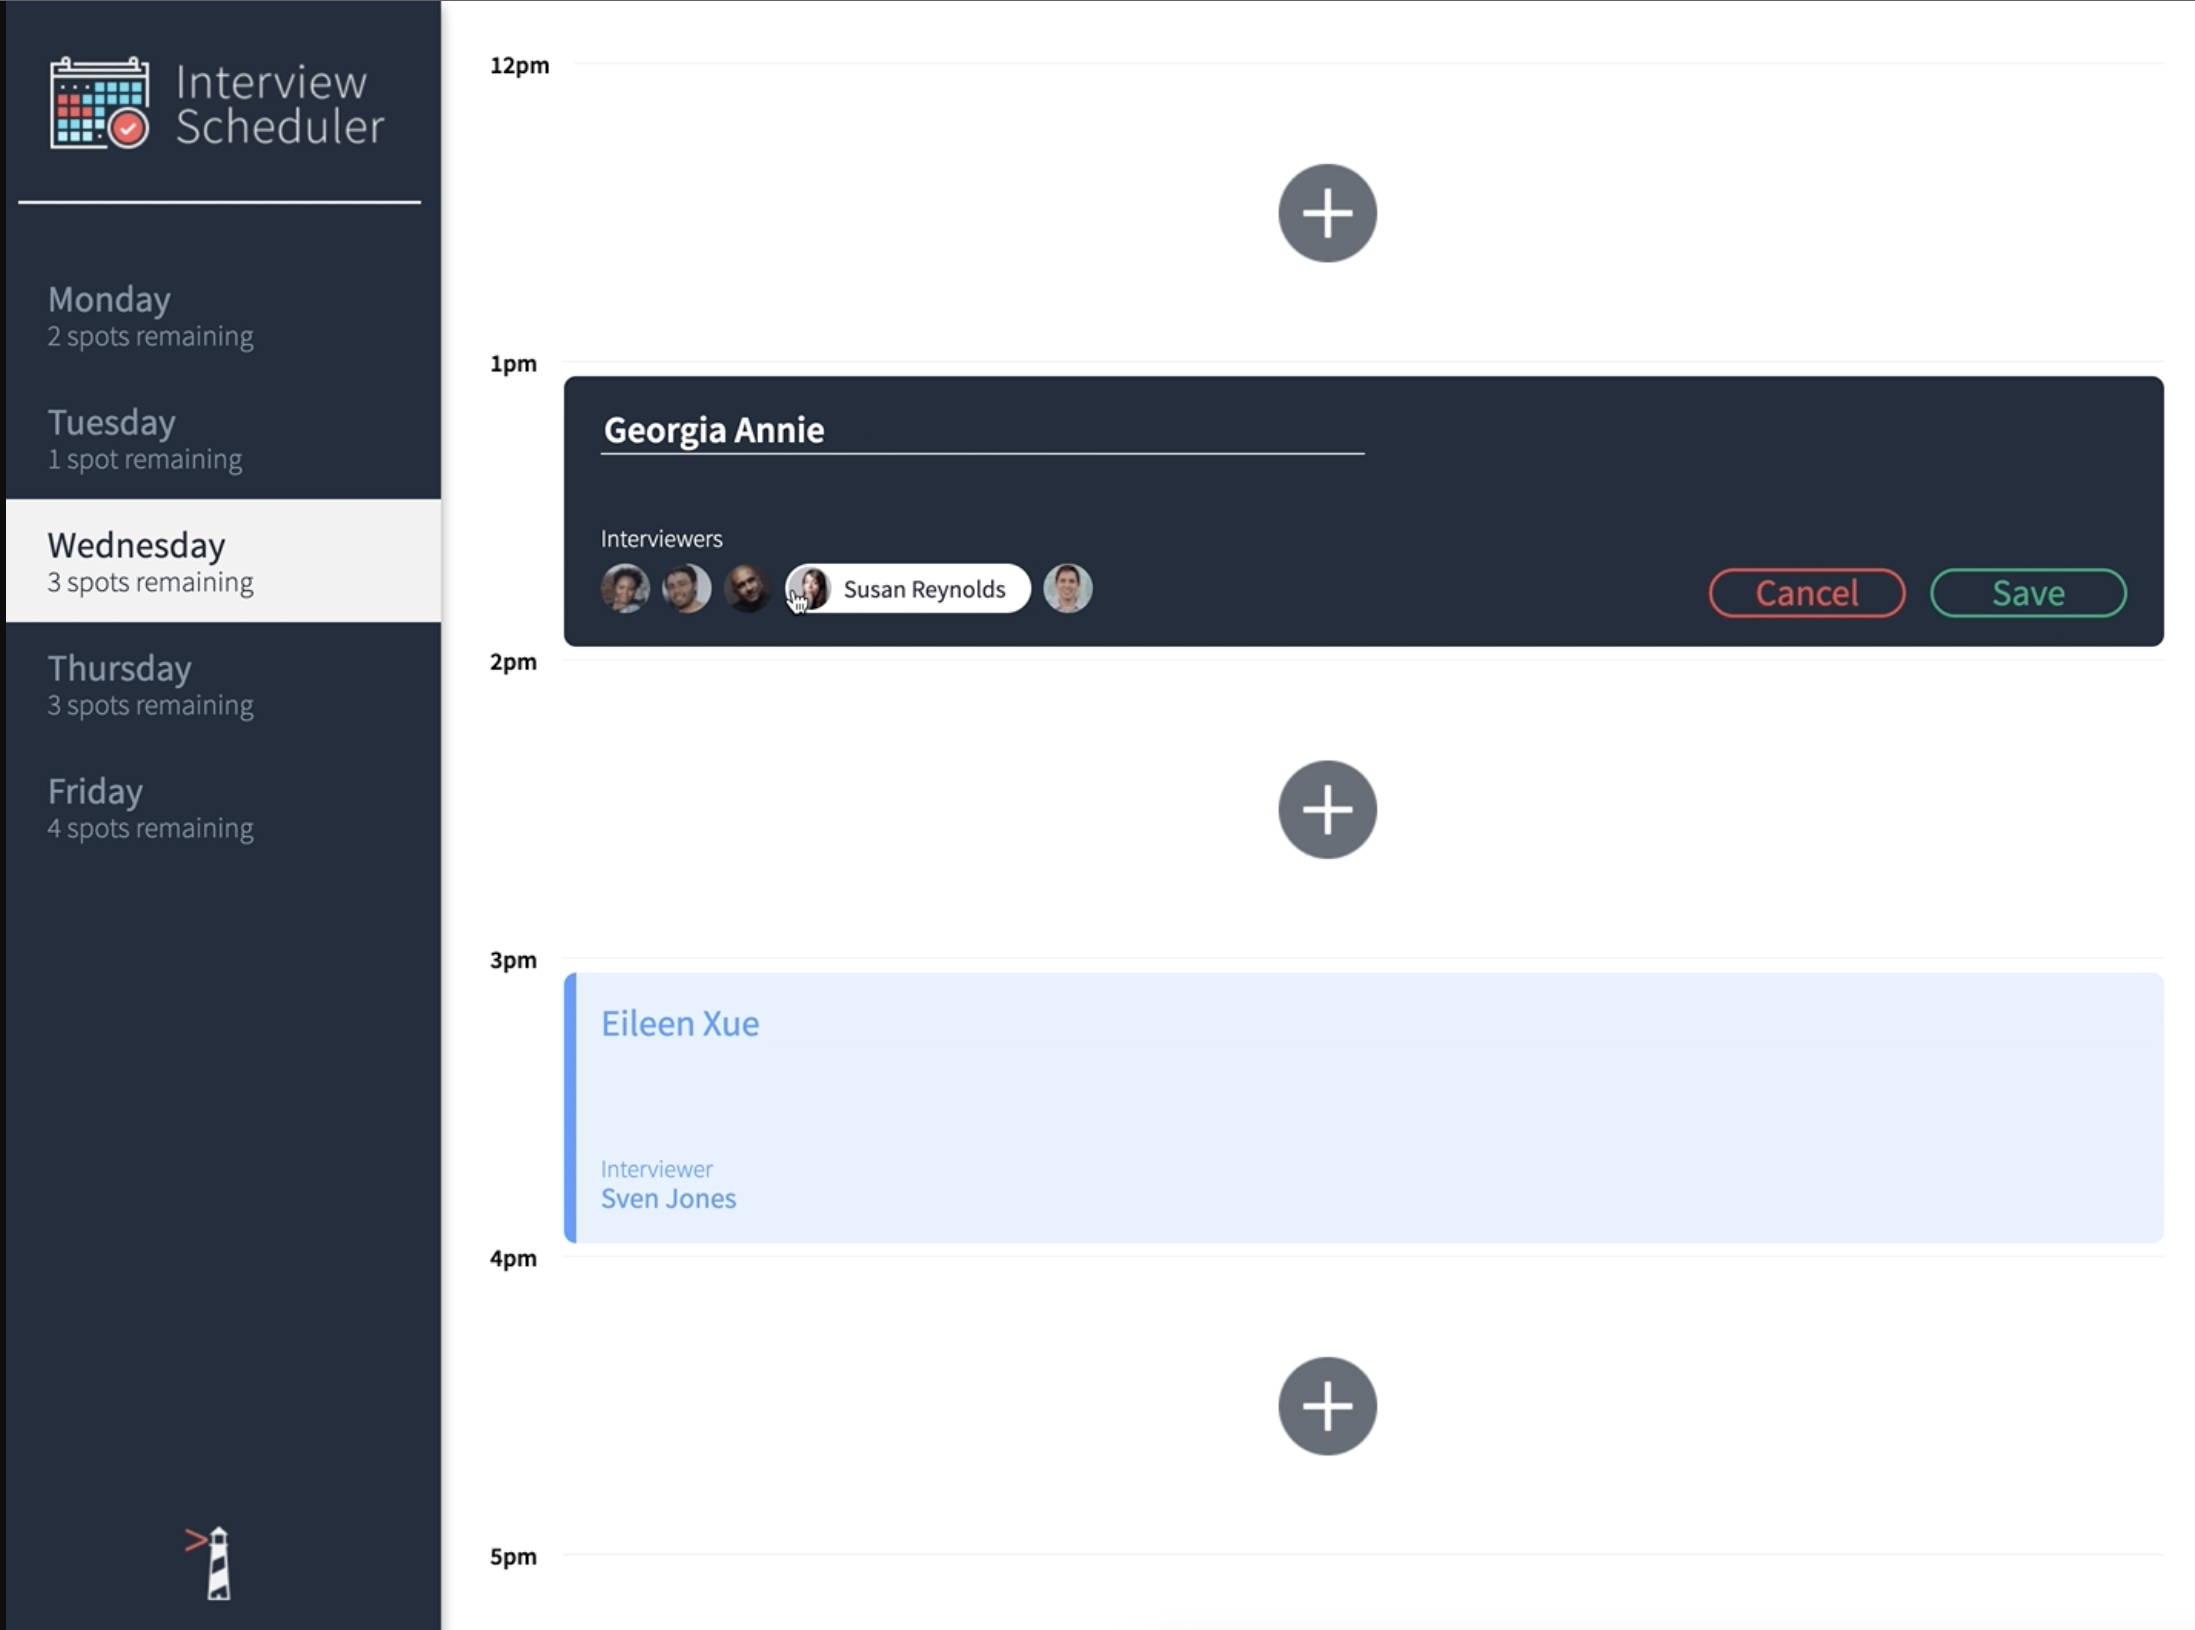 Interview
Scheduler
Monday
2 spots remaining
Tuesday
1 spot remaining
Wednesday
3 spots remaining
Thursday
3 spots remaining
Friday
4 spots remaining
12pm
1pm
Georgia Annie
Interviewers
Susan Reynolds
Cancel
Save
2pm
3pm
Eileen Xue
Interviewer
Sven Jones
4pm
5pm